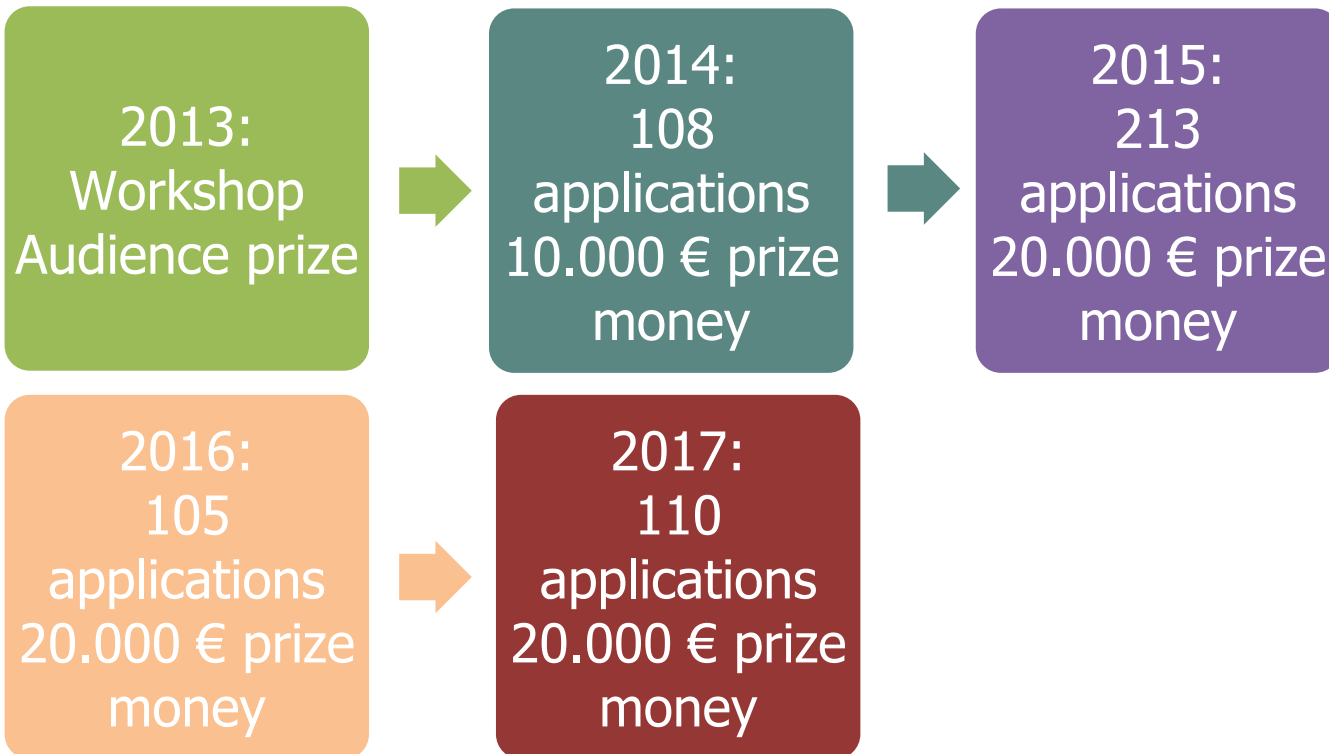 2013:
Workshop
Audience prize
2014:
108
applications
10.000 € prize
money
2015:
213
applications
20.000 € prize
money
2016:
105
applications
20.000 € prize
money
2017:
110
applications
20.000 € prize
money